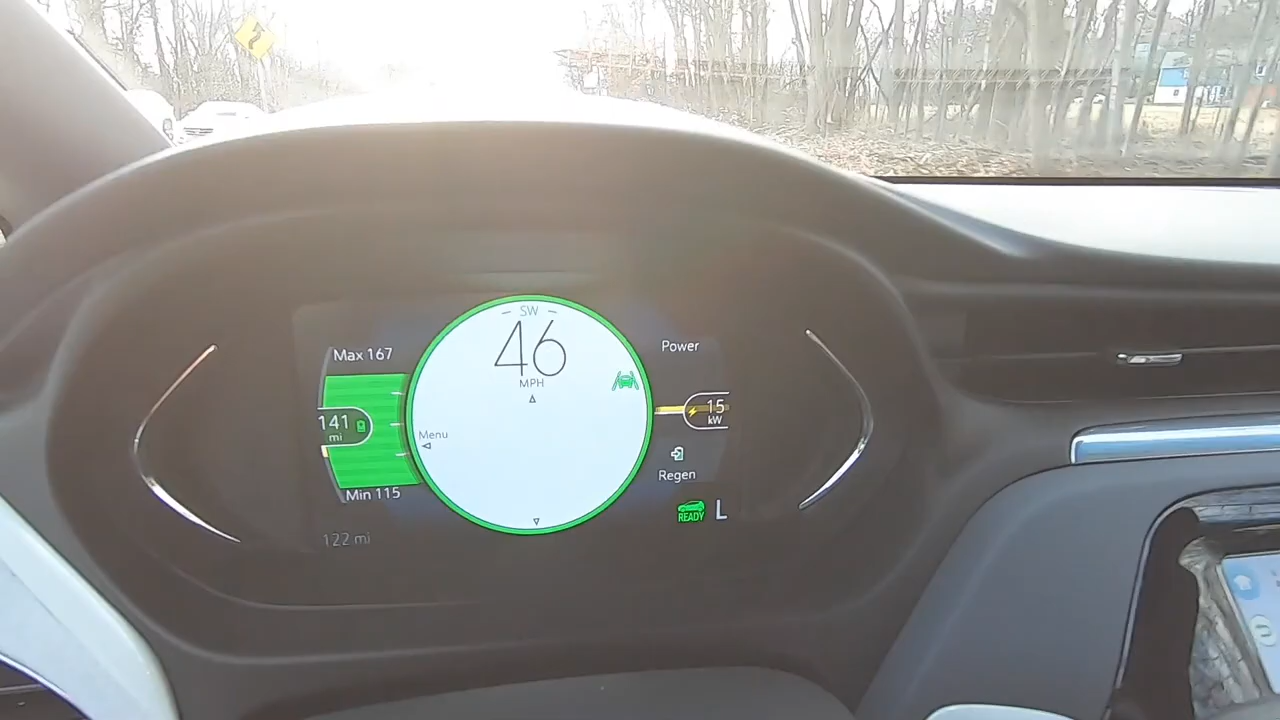 SW
46
MPH
Max 167
Power
141
mi
15
kW
Menu
Regen
Min 115
READY L
122 mi